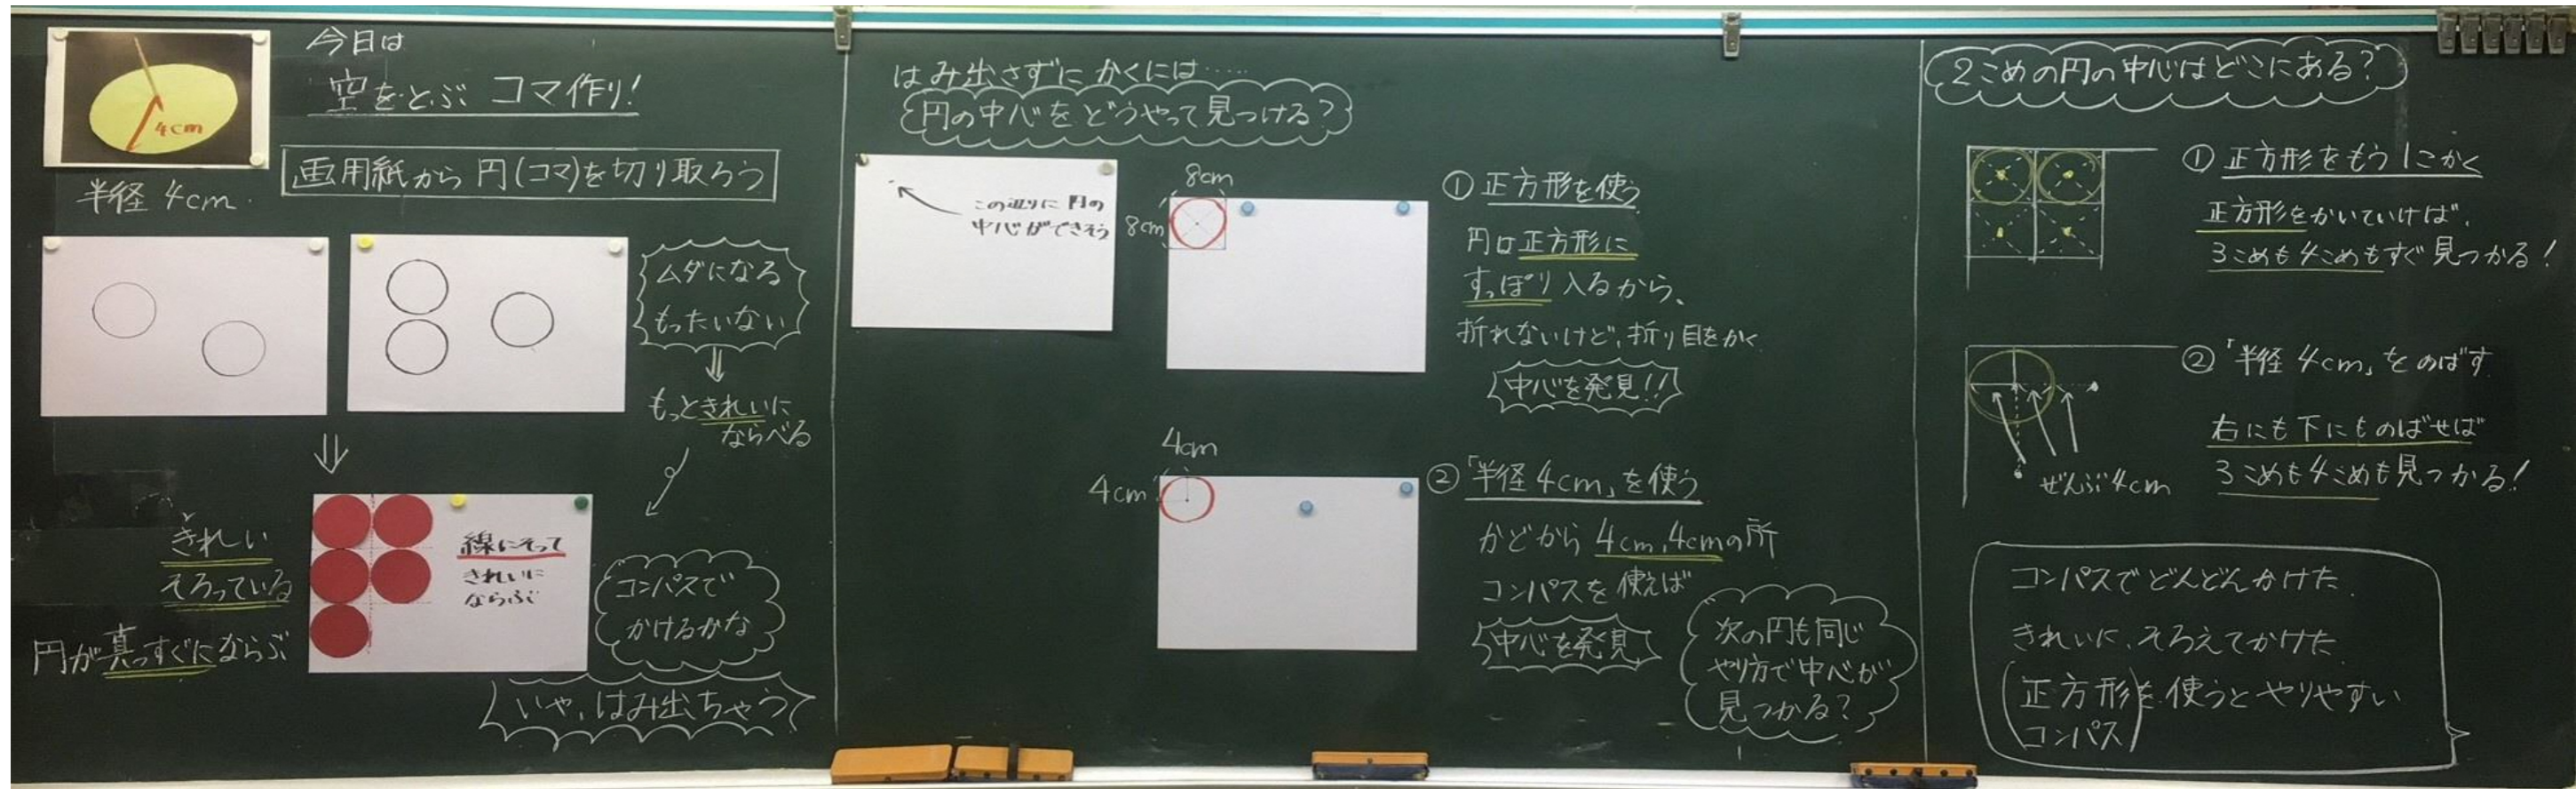 今日は
空をとぶ コマ作り!
4cm
半径 4cm.
画用紙から 円(コマ)を切り取ろう
ムダになる
もったいない
もっときれいに
ならべる
きれい
そろっている
円が真っすぐにならぶ
線にそって
きれいに
ならぶ
コンパスで
かけるかな
いや、はみ出ちゃう
はみ出さずに かくには……
円の中心をどうやって見つける?
この辺りに 円の
中心ができそう
8cm
8cm
① 正方形を使う
円は正方形に
すっぽり入るから、
折れないけど、折り目をかく
中心を発見!!
4cm
4cm
②「半径 4cm」を使う
かどから 4cm,4cmの所
コンパスを使えば
中心を発見
次の円も同じ
やり方で中心が
見つかる?
2こめの円の中心はどこにある?
① 正方形をもう1こかく
正方形をかいていけば、
3こめも4こめもすぐ見つかる!
②「半径 4cm」をのばす
右にも下にものばせば
3こめも4こめも見つかる!
ぜんぶ4cm
コンパスでどんどんかけた.
きれいに、そろえてかけた
(正方形
コンパス)を使うとやりやすい